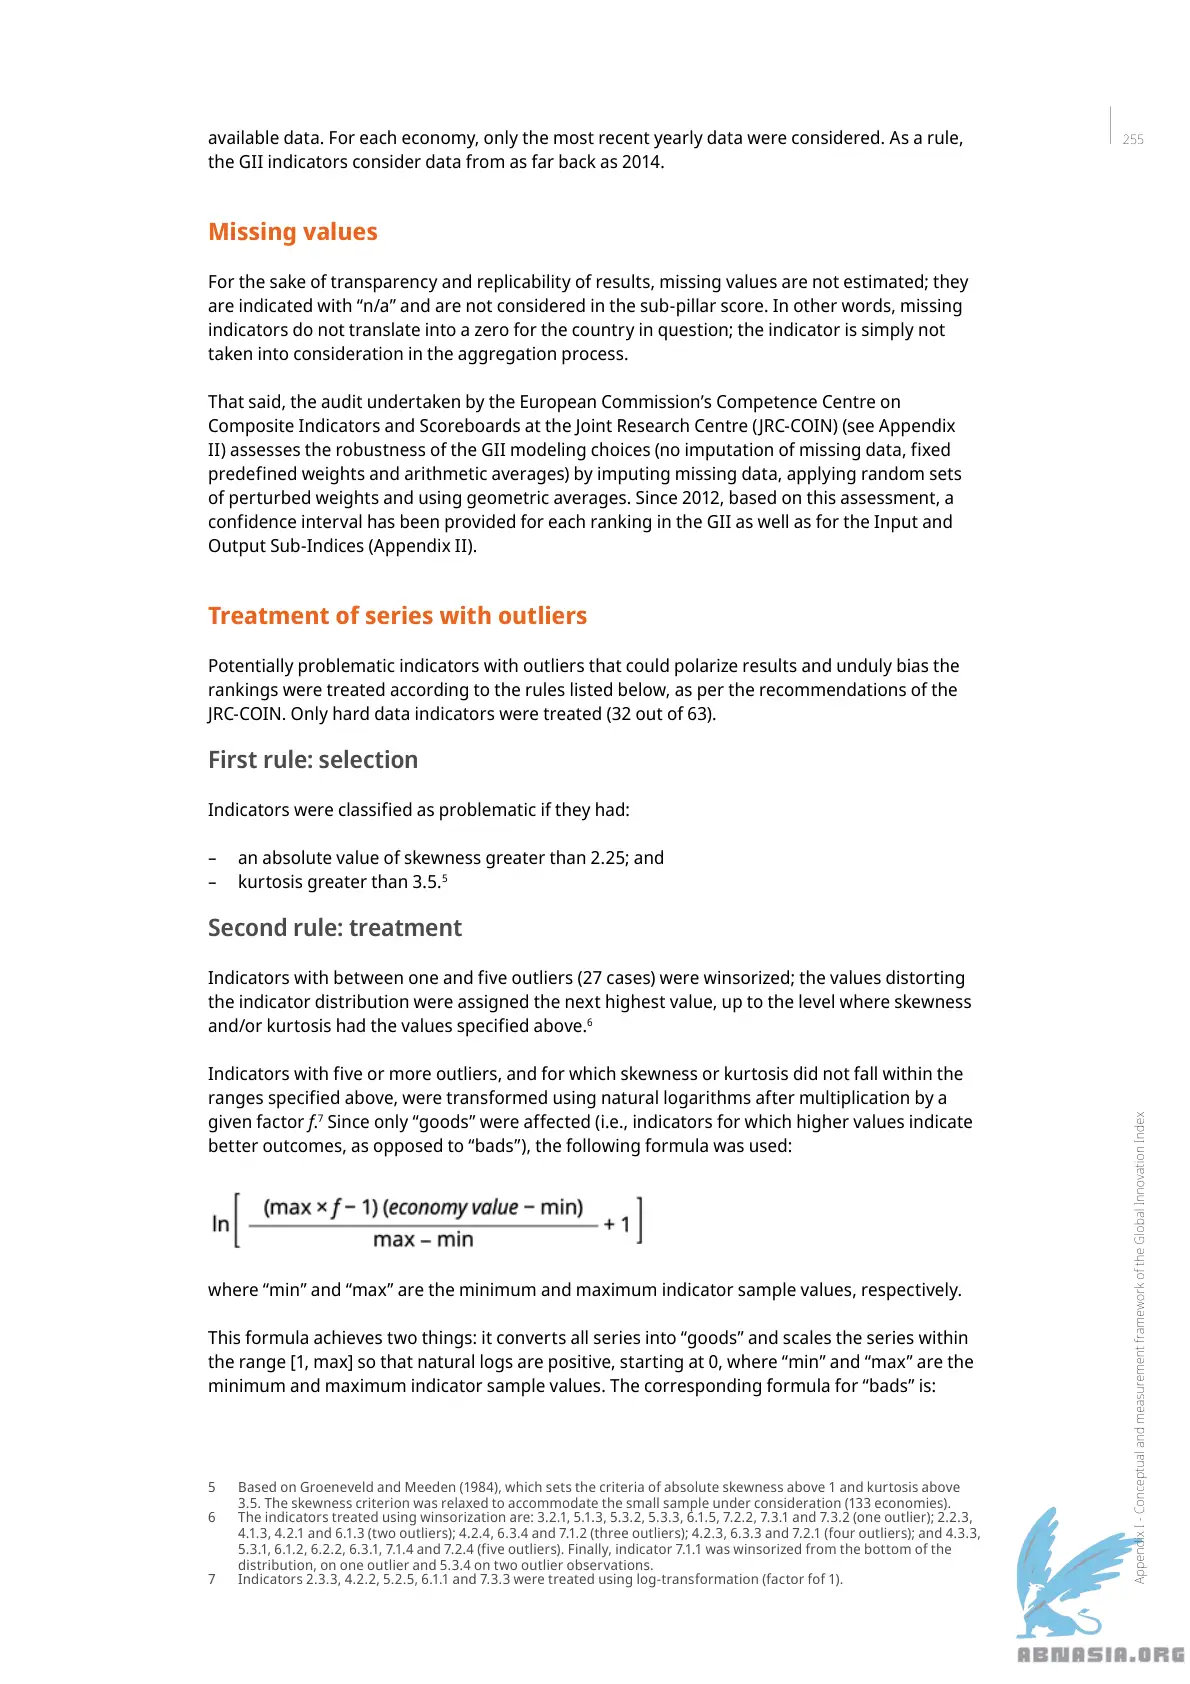 255
available data. For each economy, only the most recent yearly data were considered. As a rule,
the GII indicators consider data from as far back as 2014.
Missing values
For the sake of transparency and replicability of results, missing values are not estimated; they
are indicated with “n/a” and are not considered in the sub-pillar score. In other words, missing
indicators do not translate into a zero for the country in question; the indicator is simply not
taken into consideration in the aggregation process.
That said, the audit undertaken by the European Commission’s Competence Centre on
Composite Indicators and Scoreboards at the Joint Research Centre (JRC-COIN) (see Appendix
II) assesses the robustness of the GII modeling choices (no imputation of missing data, fixed
predefined weights and arithmetic averages) by imputing missing data, applying random sets
of perturbed weights and using geometric averages. Since 2012, based on this assessment, a
confidence interval has been provided for each ranking in the GII as well as for the Input and
Output Sub-Indices (Appendix II).
Treatment of series with outliers
Potentially problematic indicators with outliers that could polarize results and unduly bias the
rankings were treated according to the rules listed below, as per the recommendations of the
JRC-COIN. Only hard data indicators were treated (32 out of 63).
First rule: selection
Indicators were classified as problematic if they had:
– an absolute value of skewness greater than 2.25; and
– kurtosis greater than 3.5.⁵
Second rule: treatment
Indicators with between one and five outliers (27 cases) were winsorized; the values distorting
the indicator distribution were assigned the next highest value, up to the level where skewness
and/or kurtosis had the values specified above.⁶
Indicators with five or more outliers, and for which skewness or kurtosis did not fall within the
ranges specified above, were transformed using natural logarithms after multiplication by a
given factor f.⁷ Since only “goods” were affected (i.e., indicators for which higher values indicate
better outcomes, as opposed to “bads”), the following formula was used:
(max × f − 1) (economy value − min)
ln [ + 1 ]
max – min
where “min” and “max” are the minimum and maximum indicator sample values, respectively.
This formula achieves two things: it converts all series into “goods” and scales the series within
the range [1, max] so that natural logs are positive, starting at 0, where “min” and “max” are the
minimum and maximum indicator sample values. The corresponding formula for “bads” is:
5 Based on Groeneveld and Meeden (1984), which sets the criteria of absolute skewness above 1 and kurtosis above
3.5. The skewness criterion was relaxed to accommodate the small sample under consideration (133 economies).
6 The indicators treated using winsorization are: 3.2.1, 5.1.3, 5.3.2, 5.3.3, 6.1.5, 7.2.2, 7.3.1 and 7.3.2 (one outlier); 2.2.3,
4.1.3, 4.2.1 and 6.1.3 (two outliers); 4.2.4, 6.3.4 and 7.1.2 (three outliers); 4.2.3, 6.3.3 and 7.2.1 (four outliers); and 4.3.3,
5.3.1, 6.1.2, 6.2.2, 6.3.1, 7.1.4 and 7.2.4 (five outliers). Finally, indicator 7.1.1 was winsorized from the bottom of the
distribution, on one outlier and 5.3.4 on two outlier observations.
7 Indicators 2.3.3, 4.2.2, 5.2.5, 6.1.1 and 7.3.3 were treated using log-transformation (factor fof 1).
Appendix I - Conceptual and measurement framework of the Global Innovation Index
ABNASIA.ORG